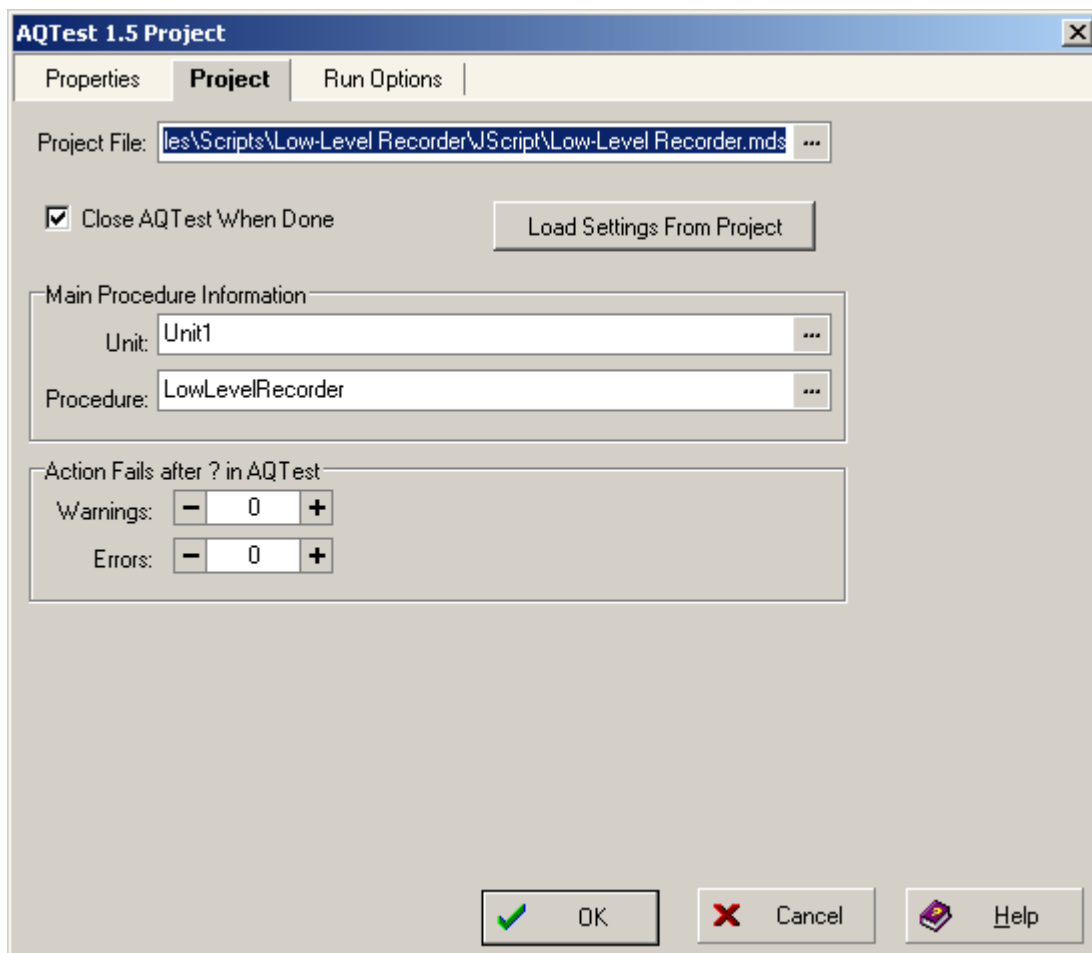 AQTest 1.5 Project
Properties Project Run Options
Project File: les\Scripts\Low-Level Recorder\JScript\Low-Level Recorder.mds ...
Close AQTest When Done Load Settings From Project
Main Procedure Information
Unit: Unit1 ...
Procedure: LowLevelRecorder ...
Action Fails after ? in AQTest
Warnings: − 0 +
Errors: − 0 +
OK Cancel Help